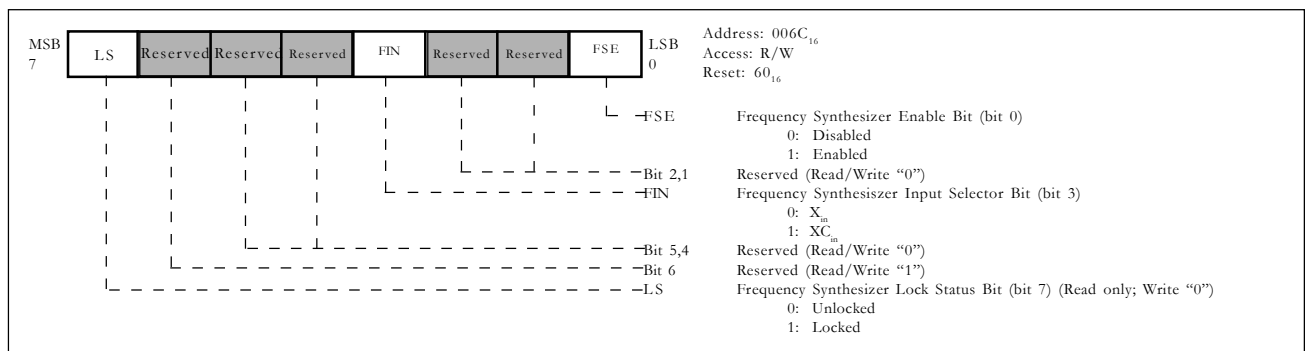 MSB
7
LS
Reserved
Reserved
Reserved
FIN
Reserved
Reserved
FSE
LSB
0
Address: 006C₁₆
Access: R/W
Reset: 60₁₆
FSE Frequency Synthesizer Enable Bit (bit 0)
0: Disabled
1: Enabled
Bit 2,1 Reserved (Read/Write “0”)
FIN Frequency Synthesiszer Input Selector Bit (bit 3)
0: Xin
1: XCin
Bit 5,4 Reserved (Read/Write “0”)
Bit 6 Reserved (Read/Write “1”)
LS Frequency Synthesizer Lock Status Bit (bit 7) (Read only; Write “0”)
0: Unlocked
1: Locked